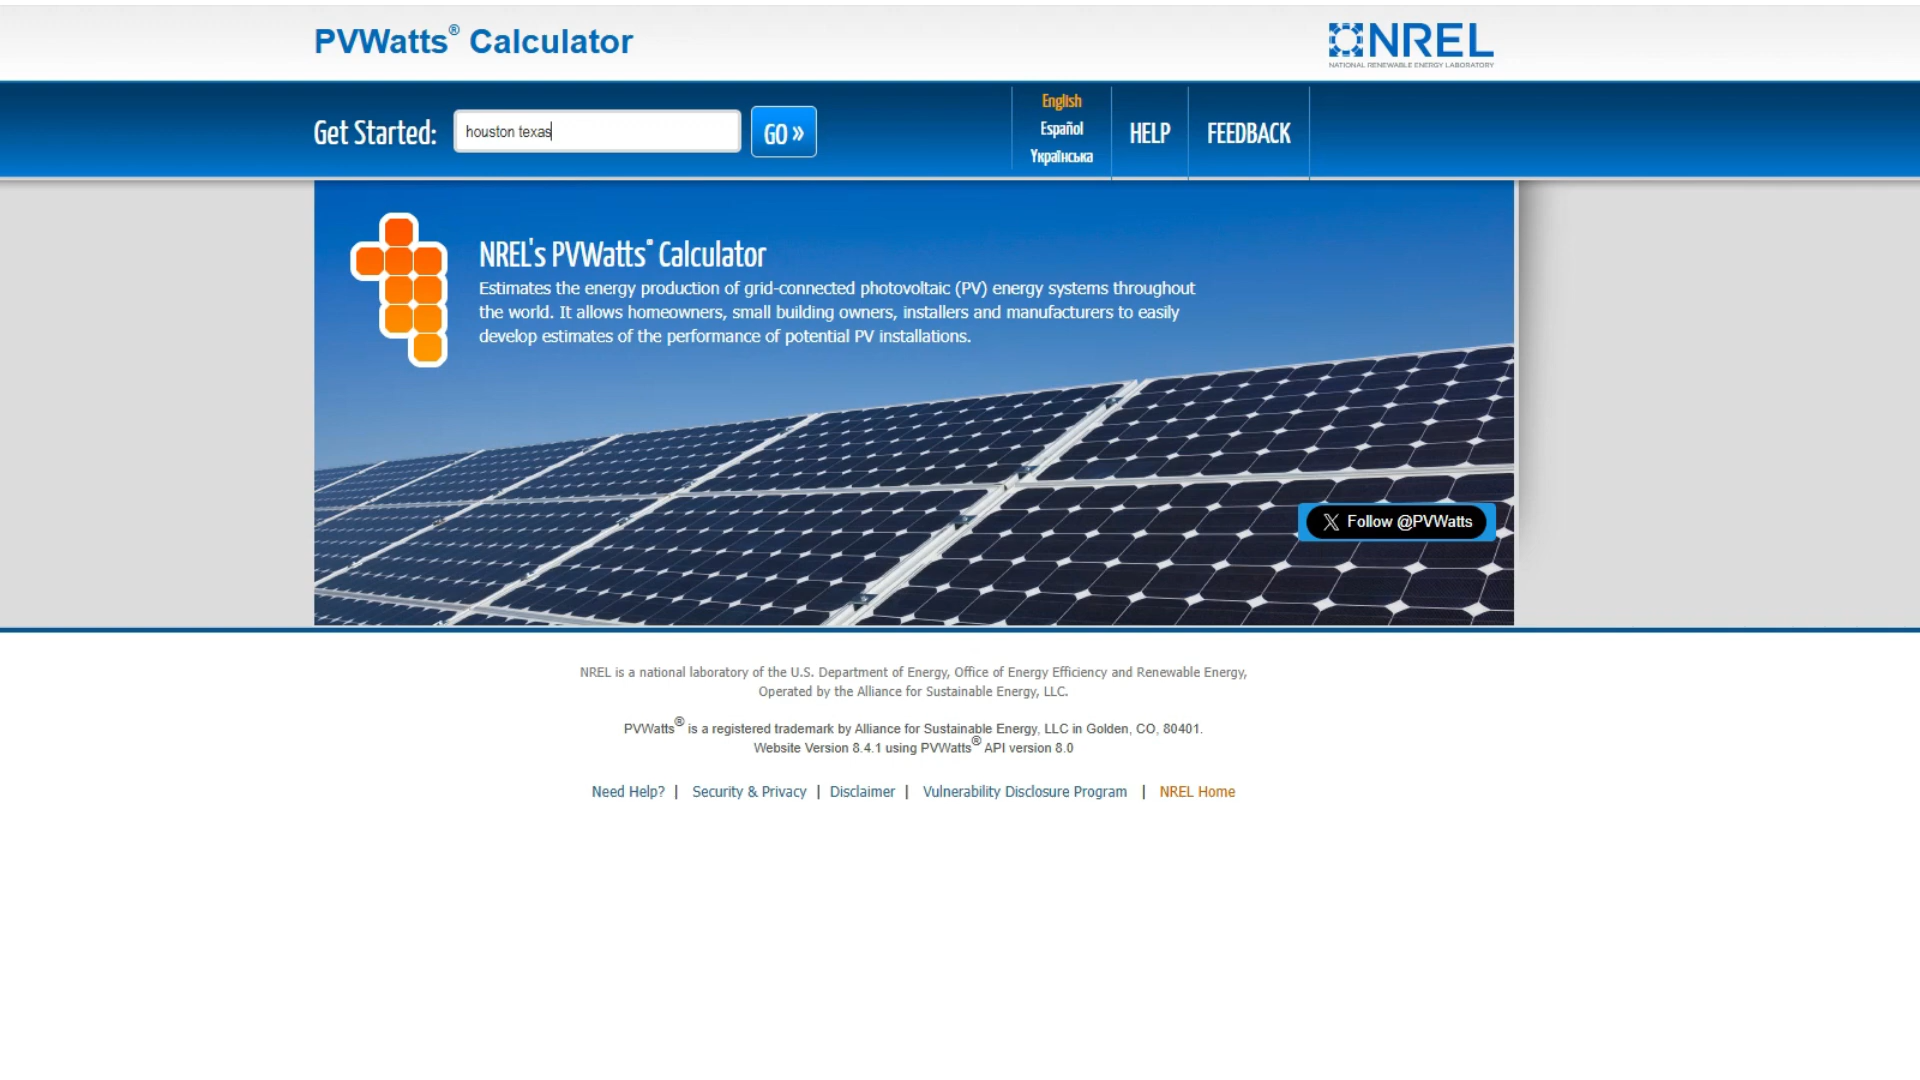 PVWatts® Calculator
NREL
NATIONAL RENEWABLE ENERGY LABORATORY
Get Started:
houston texas
GO »
English
Español
Українська
HELP
FEEDBACK
NREL's PVWatts® Calculator
Estimates the energy production of grid-connected photovoltaic (PV) energy systems throughout
the world. It allows homeowners, small building owners, installers and manufacturers to easily
develop estimates of the performance of potential PV installations.
Follow @PVWatts
NREL is a national laboratory of the U.S. Department of Energy, Office of Energy Efficiency and Renewable Energy,
Operated by the Alliance for Sustainable Energy, LLC.
PVWatts® is a registered trademark by Alliance for Sustainable Energy, LLC in Golden, CO, 80401.
Website Version 8.4.1 using PVWatts® API version 8.0
Need Help? | Security & Privacy | Disclaimer | Vulnerability Disclosure Program | NREL Home